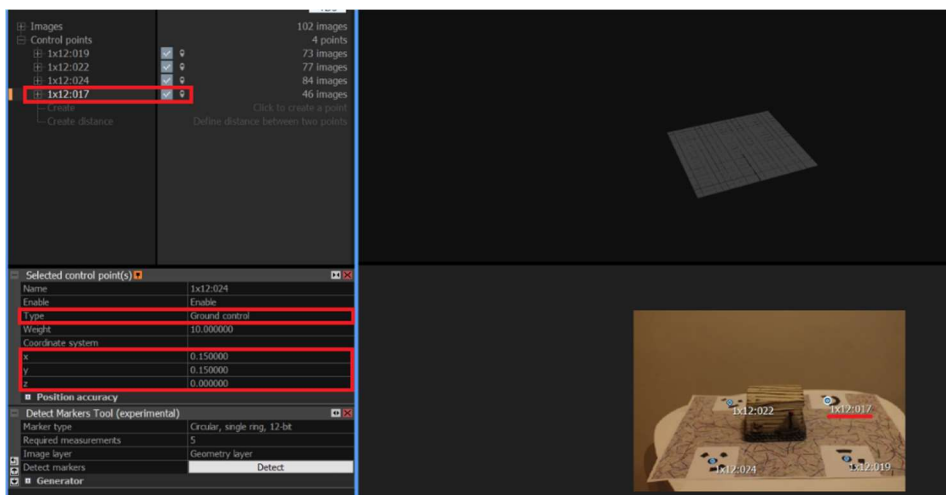 Images 102 images
Control points 4 points
1x12:019 73 images
1x12:022 77 images
1x12:024 84 images
1x12:017 46 images
Create Click to create a point
Create distance Define distance between two points
Selected control point(s)
Name 1x12:024
Enable Enable
Type Ground control
Weight 10.000000
Coordinate system
x 0.150000
y 0.150000
z 0.000000
Position accuracy
Detect Markers Tool (experimental)
Marker type Circular, single ring, 12-bit
Required measurements 5
Image layer Geometry layer
Detect markers Detect
Generator
1x12:022 1x12:017
1x12:024 1x12:019